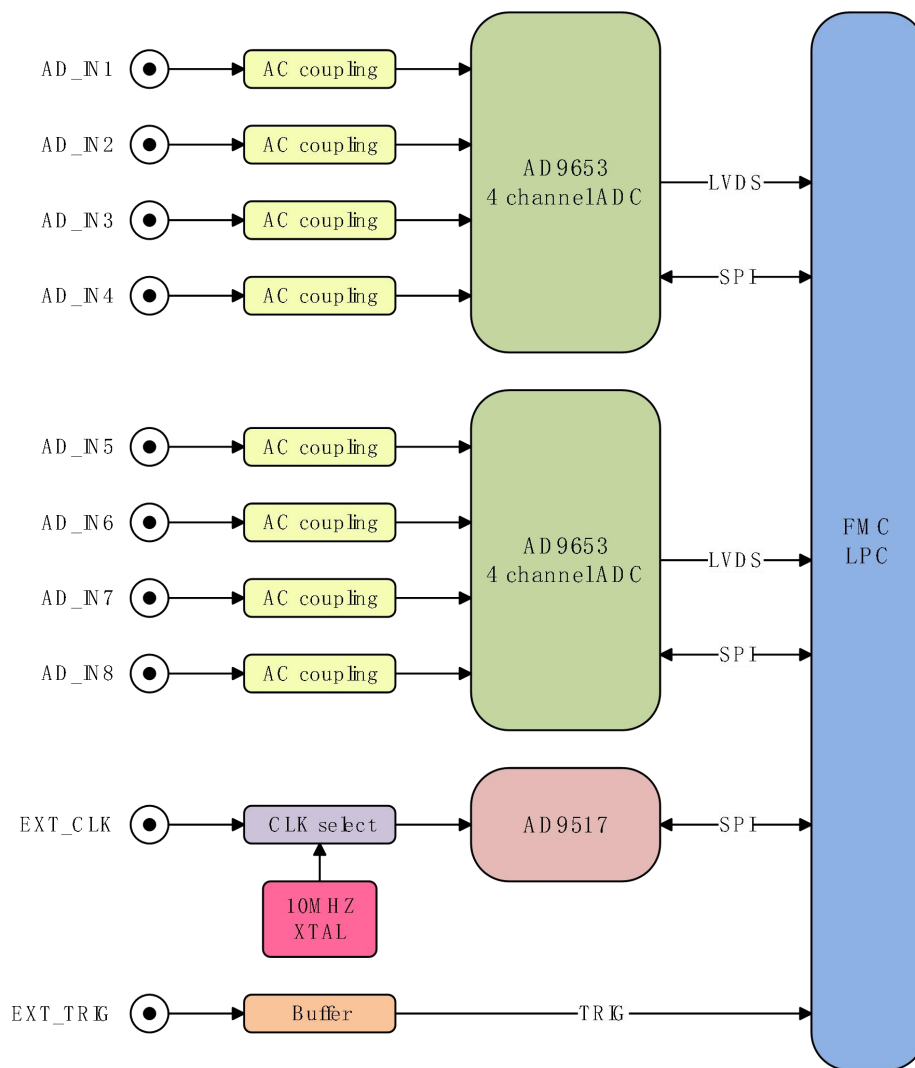 AD_IN1
AC coupling
AD_IN2
AC coupling
AD_IN3
AC coupling
AD_IN4
AC coupling
AD9653
4 channelADC
LVDS
SPI
AD_IN5
AC coupling
AD_IN6
AC coupling
AD_IN7
AC coupling
AD_IN8
AC coupling
AD9653
4 channelADC
LVDS
SPI
FMC
LPC
EXT_CLK
CLK select
AD9517
SPI
10MHZ
XTAL
EXT_TRIG
Buffer
TRIG